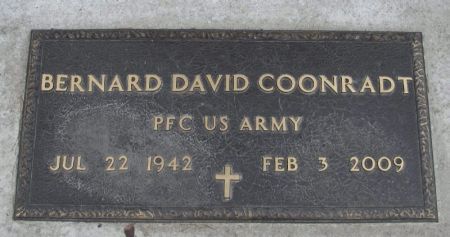 BERNARD DAVID COONRADT
PFC US ARMY
JUL 22 1942 FEB 3 2009